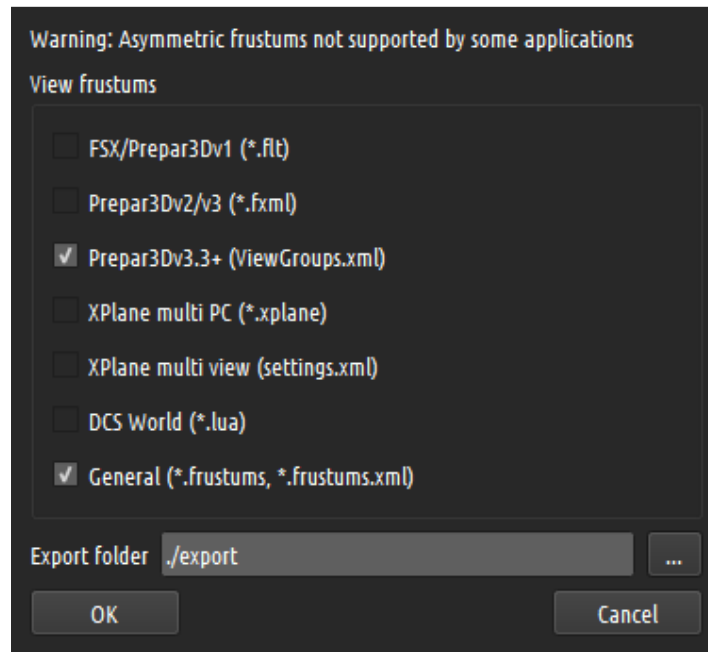 Warning: Asymmetric frustums not supported by some applications
View frustums
FSX/Prepar3Dv1 (*.flt)
Prepar3Dv2/v3 (*.fxml)
Prepar3Dv3.3+ (ViewGroups.xml)
XPlane multi PC (*.xplane)
XPlane multi view (settings.xml)
DCS World (*.lua)
General (*.frustums, *.frustums.xml)
Export folder ./export ...
OK Cancel